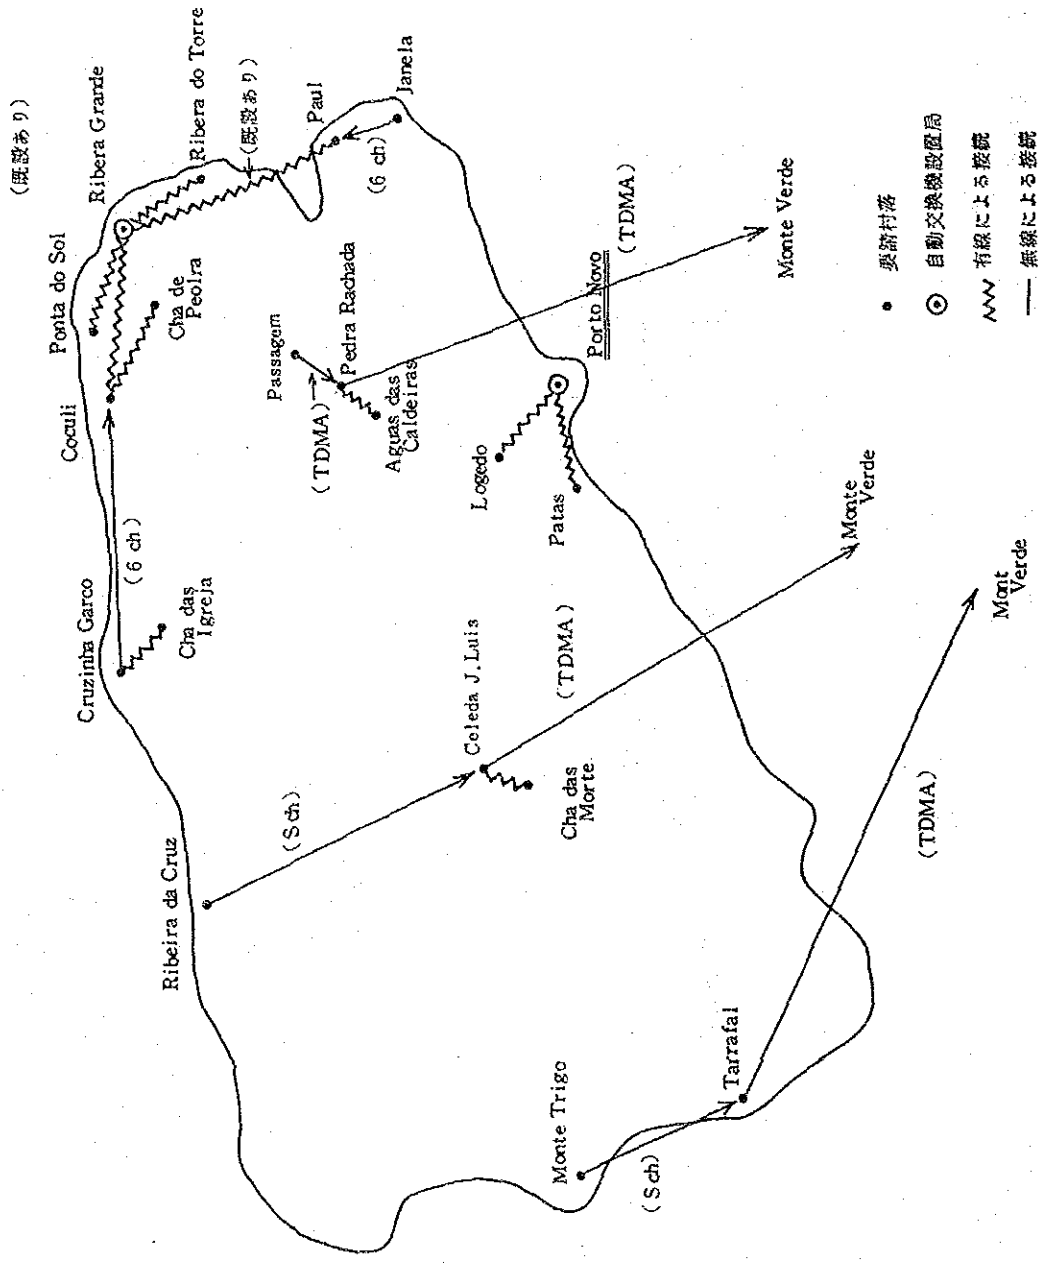 (既設あり)
Ribera Grande
Ribera do Torre
(既設あり)
Paul
Janela
(6 ch)
Ponta do Sol
Cha de
Peolra
Coculi
(6 ch)
Cruzinha Garco
Cha das
Igreja
Passagem
Pedra Rachada
(TDMA)
Aguas das
Caldeiras
Porto Novo
(TDMA)
Monte Verde
Logedo
Patas
Ribeira da Cruz
(S ch)
Coleda J. Luis
Cha das
Morte
(TDMA)
Monte
Verde
Monte Trigo
(S ch)
Tarrafal
(TDMA)
Mont
Verde
要請村落
自動交換機設置局
有線による接続
無線による接続